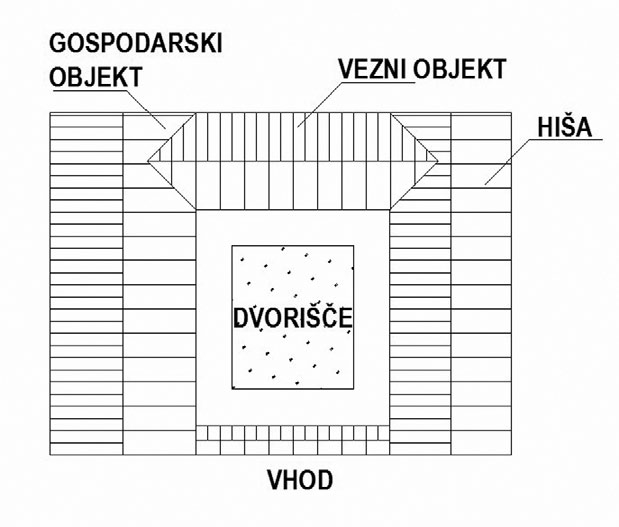 GOSPODARSKI
OBJEKT
VEZNI OBJEKT
HIŠA
DVORIŠČE
VHOD